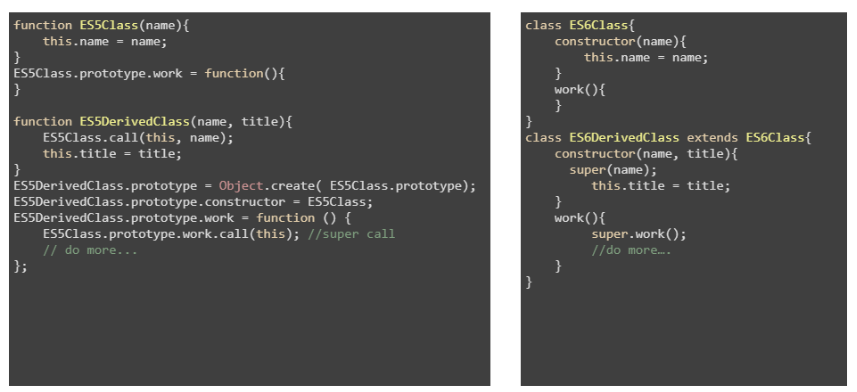 function ES5Class(name){
    this.name = name;
}
ES5Class.prototype.work = function(){
}

function ES5DerivedClass(name, title){
    ES5Class.call(this, name);
    this.title = title;
}
ES5DerivedClass.prototype = Object.create( ES5Class.prototype);
ES5DerivedClass.prototype.constructor = ES5Class;
ES5DerivedClass.prototype.work = function () {
    ES5Class.prototype.work.call(this); //super call
    // do more...
};
class ES6Class{
    constructor(name){
        this.name = name;
    }
    work(){
    }
}
class ES6DerivedClass extends ES6Class{
    constructor(name, title){
      super(name);
         this.title = title;
    }
    work(){
         super.work();
         //do more….
    }
}